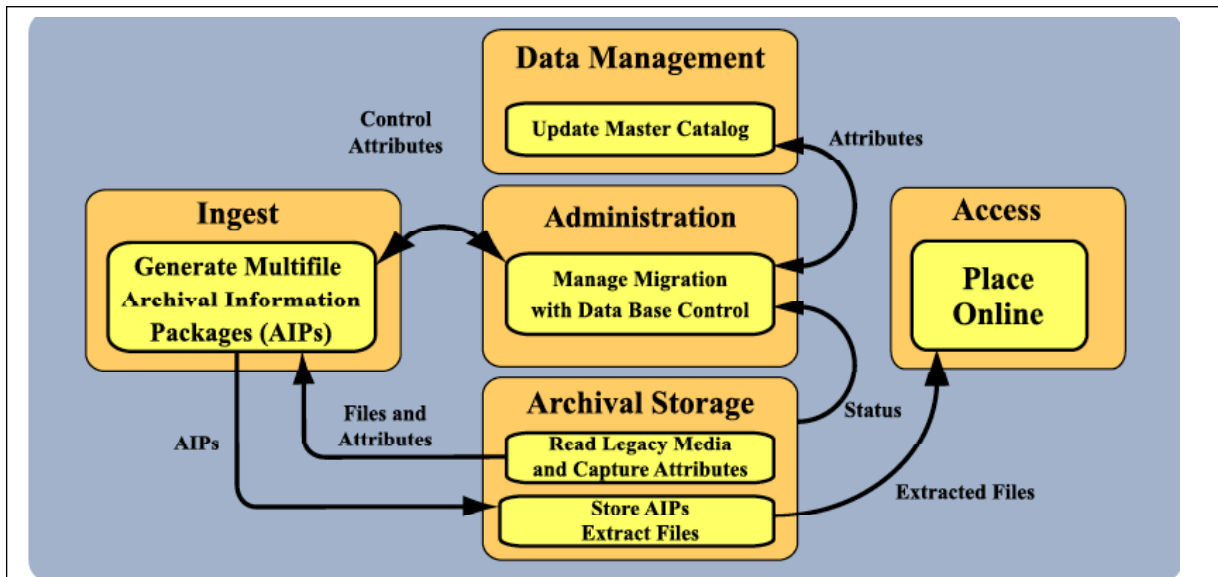 Data Management
Update Master Catalog
Control
Attributes
Attributes
Ingest
Generate Multifile
Archival Information
Packages (AIPs)
Administration
Manage Migration
with Data Base Control
Access
Place
Online
Archival Storage
Read Legacy Media
and Capture Attributes
Store AIPs
Extract Files
Files and
Attributes
AIPs
Status
Extracted Files